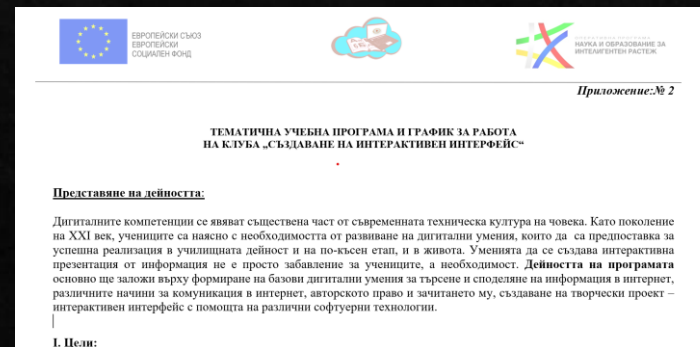 ЕВРОПЕЙСКИ СЪЮЗ
ЕВРОПЕЙСКИ
СОЦИАЛЕН ФОНД
ОПЕРАТИВНА ПРОГРАМА
НАУКА И ОБРАЗОВАНИЕ ЗА
ИНТЕЛИГЕНТЕН РАСТЕЖ
Приложение:№ 2
ТЕМАТИЧНА УЧЕБНА ПРОГРАМА И ГРАФИК ЗА РАБОТА
НА КЛУБА „СЪЗДАВАНЕ НА ИНТЕРАКТИВЕН ИНТЕРФЕЙС“
Представяне на дейността:
Дигиталните компетенции се явяват съществена част от съвременната техническа култура на човека. Като поколение
на XXI век, учениците са наясно с необходимостта от развиване на дигитални умения, които да са предпоставка за
успешна реализация в училищната дейност и на по-късен етап, и в живота. Уменията да се създава интерактивна
презентация от информация не е просто забавление за учениците, а необходимост. Дейността на програмата
основно ще заложи върху формиране на базови дигитални умения за търсене и споделяне на информация в интернет,
различните начини за комуникация в интернет, авторското право и зачитането му, създаване на творчески проект –
интерактивен интерфейс с помощта на различни софтуерни технологии.
I. Цели: